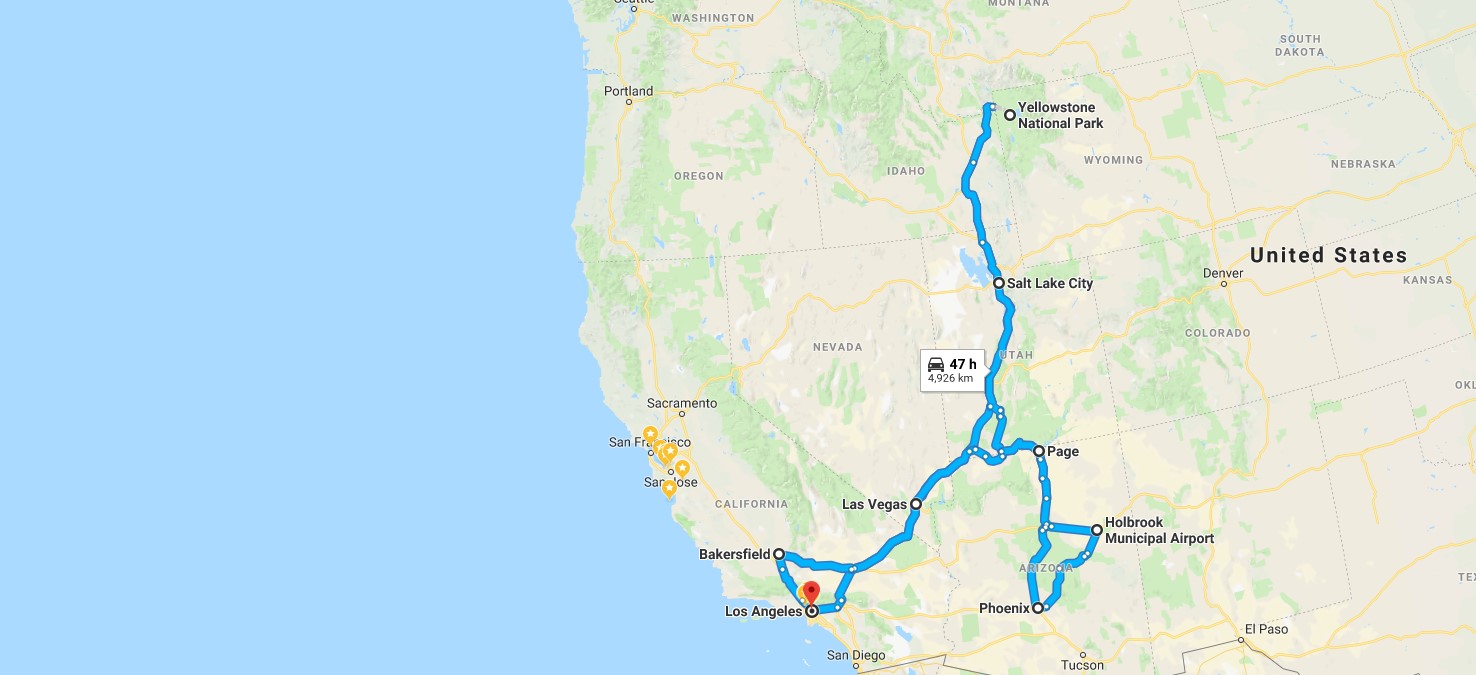 Seattle
WASHINGTON
MONTANA
SOUTH
DAKOTA
Portland
Yellowstone
National Park
WYOMING
NEBRASKA
OREGON
IDAHO
United States
Denver
KANSAS
Salt Lake City
COLORADO
NEVADA
UTAH
47 h
4,926 km
OKL
Sacramento
San Francisco
San Jose
Page
CALIFORNIA
Las Vegas
Holbrook
Municipal Airport
Bakersfield
ARIZONA
TEX
Los Angeles
Phoenix
El Paso
San Diego
Tucson